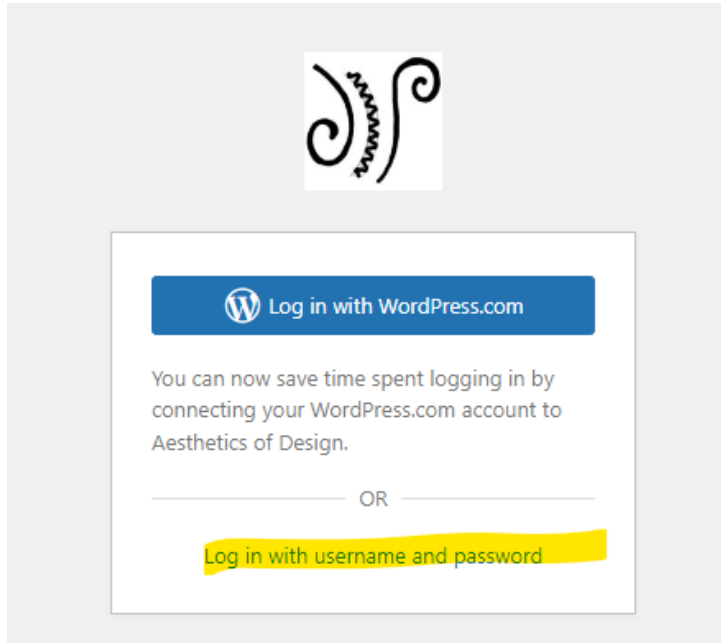 Log in with WordPress.com
You can now save time spent logging in by
connecting your WordPress.com account to
Aesthetics of Design.
OR
Log in with username and password